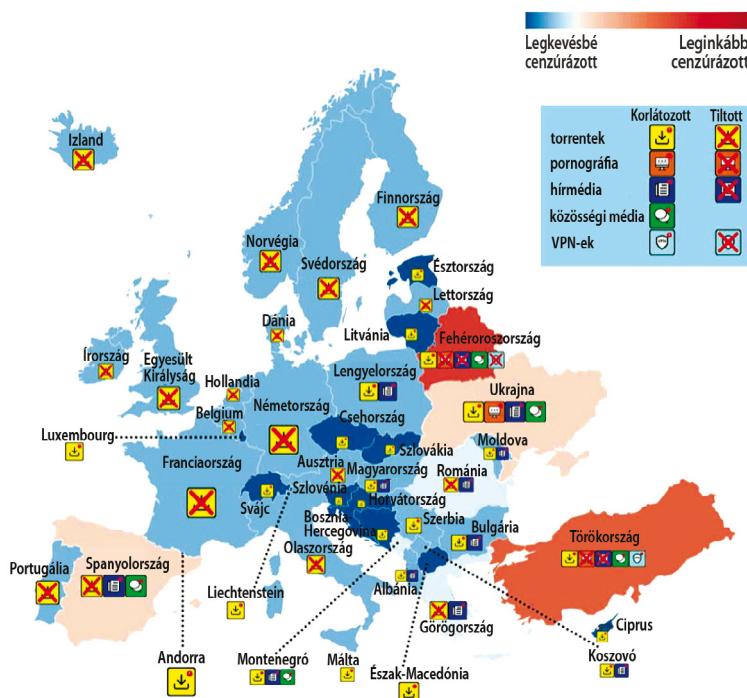 Legkevésbé
cenzúrázott
Leginkább
cenzúrázott
Korlátozott
Tiltott
torrentek
pornográfia
hírmédia
közösségi média
VPN-ek
Izland
Finnország
Norvégia
Svédország
Észtország
Lettország
Dánia
Litvánia
Fehéroroszország
Írország
Egyesült
Királyság
Hollandia
Lengyelország
Ukrajna
Belgium
Németország
Csehország
Luxembourg
Szlovákia
Moldova
Franciaország
Ausztria
Magyarország
Románia
Svájc
Szlovénia
Horvátország
Bosznia
Hercegovina
Szerbia
Bulgária
Törökország
Olaszország
Portugália
Spanyolország
Liechtenstein
Albánia
Görögország
Ciprus
Andorra
Montenegró
Málta
Észak-Macedónia
Koszovó